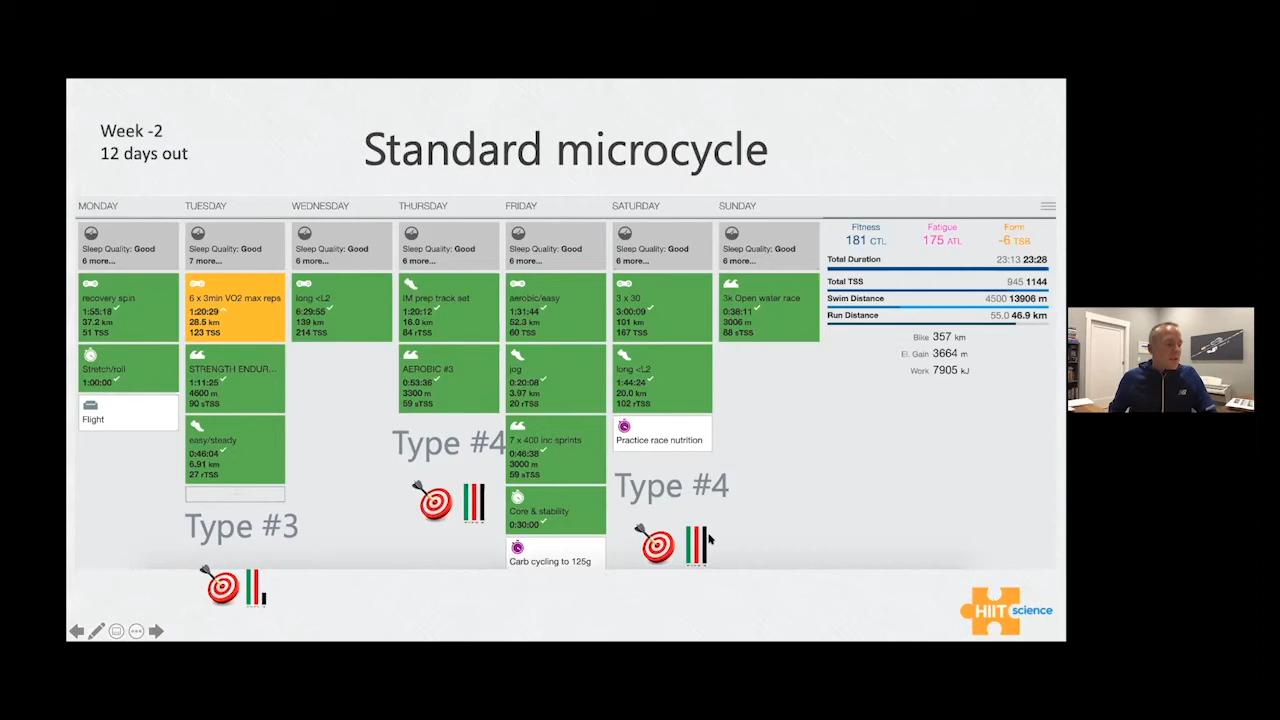 Week -2
12 days out
Standard microcycle
MONDAY
TUESDAY
WEDNESDAY
THURSDAY
FRIDAY
SATURDAY
SUNDAY
Sleep Quality: Good
6 more...
recovery spin
1:55:18
37.2 km
51 TSS
Stretch/roll
1:00:00
Flight
Sleep Quality: Good
7 more...
6 x 3min VO2 max reps
1:20:29
28.5 km
123 TSS
STRENGTH ENDUR...
1:11:25
4600 m
90 sTSS
easy/steady
0:46:04
6.91 km
27 rTSS
Type #3
Sleep Quality: Good
6 more...
long <L2
6:29:55
139 km
214 TSS
Sleep Quality: Good
6 more...
IM prep track set
1:20:12
16.0 km
84 rTSS
AEROBIC #3
0:53:36
3300 m
59 sTSS
Type #4
Sleep Quality: Good
6 more...
aerobic/easy
1:31:44
52.3 km
60 TSS
jog
0:20:08
3.97 km
20 rTSS
7 x 400 inc sprints
0:46:38
3000 m
59 sTSS
Core & stability
0:30:00
Carb cycling to 125g
Sleep Quality: Good
6 more...
3 x 30
3:00:09
101 km
167 TSS
long <L2
1:44:24
20.0 km
102 rTSS
Practice race nutrition
Type #4
Sleep Quality: Good
6 more...
3k Open water race
0:38:11
3006 m
88 sTSS
Fitness
181 CTL
Fatigue
175 ATL
Form
-6 TSB
Total Duration 23:13 23:28
Total TSS 945 1144
Swim Distance 4500 13906 m
Run Distance 55.0 46.9 km
Bike 357 km
El. Gain 3664 m
Work 7905 kJ
HIIT science